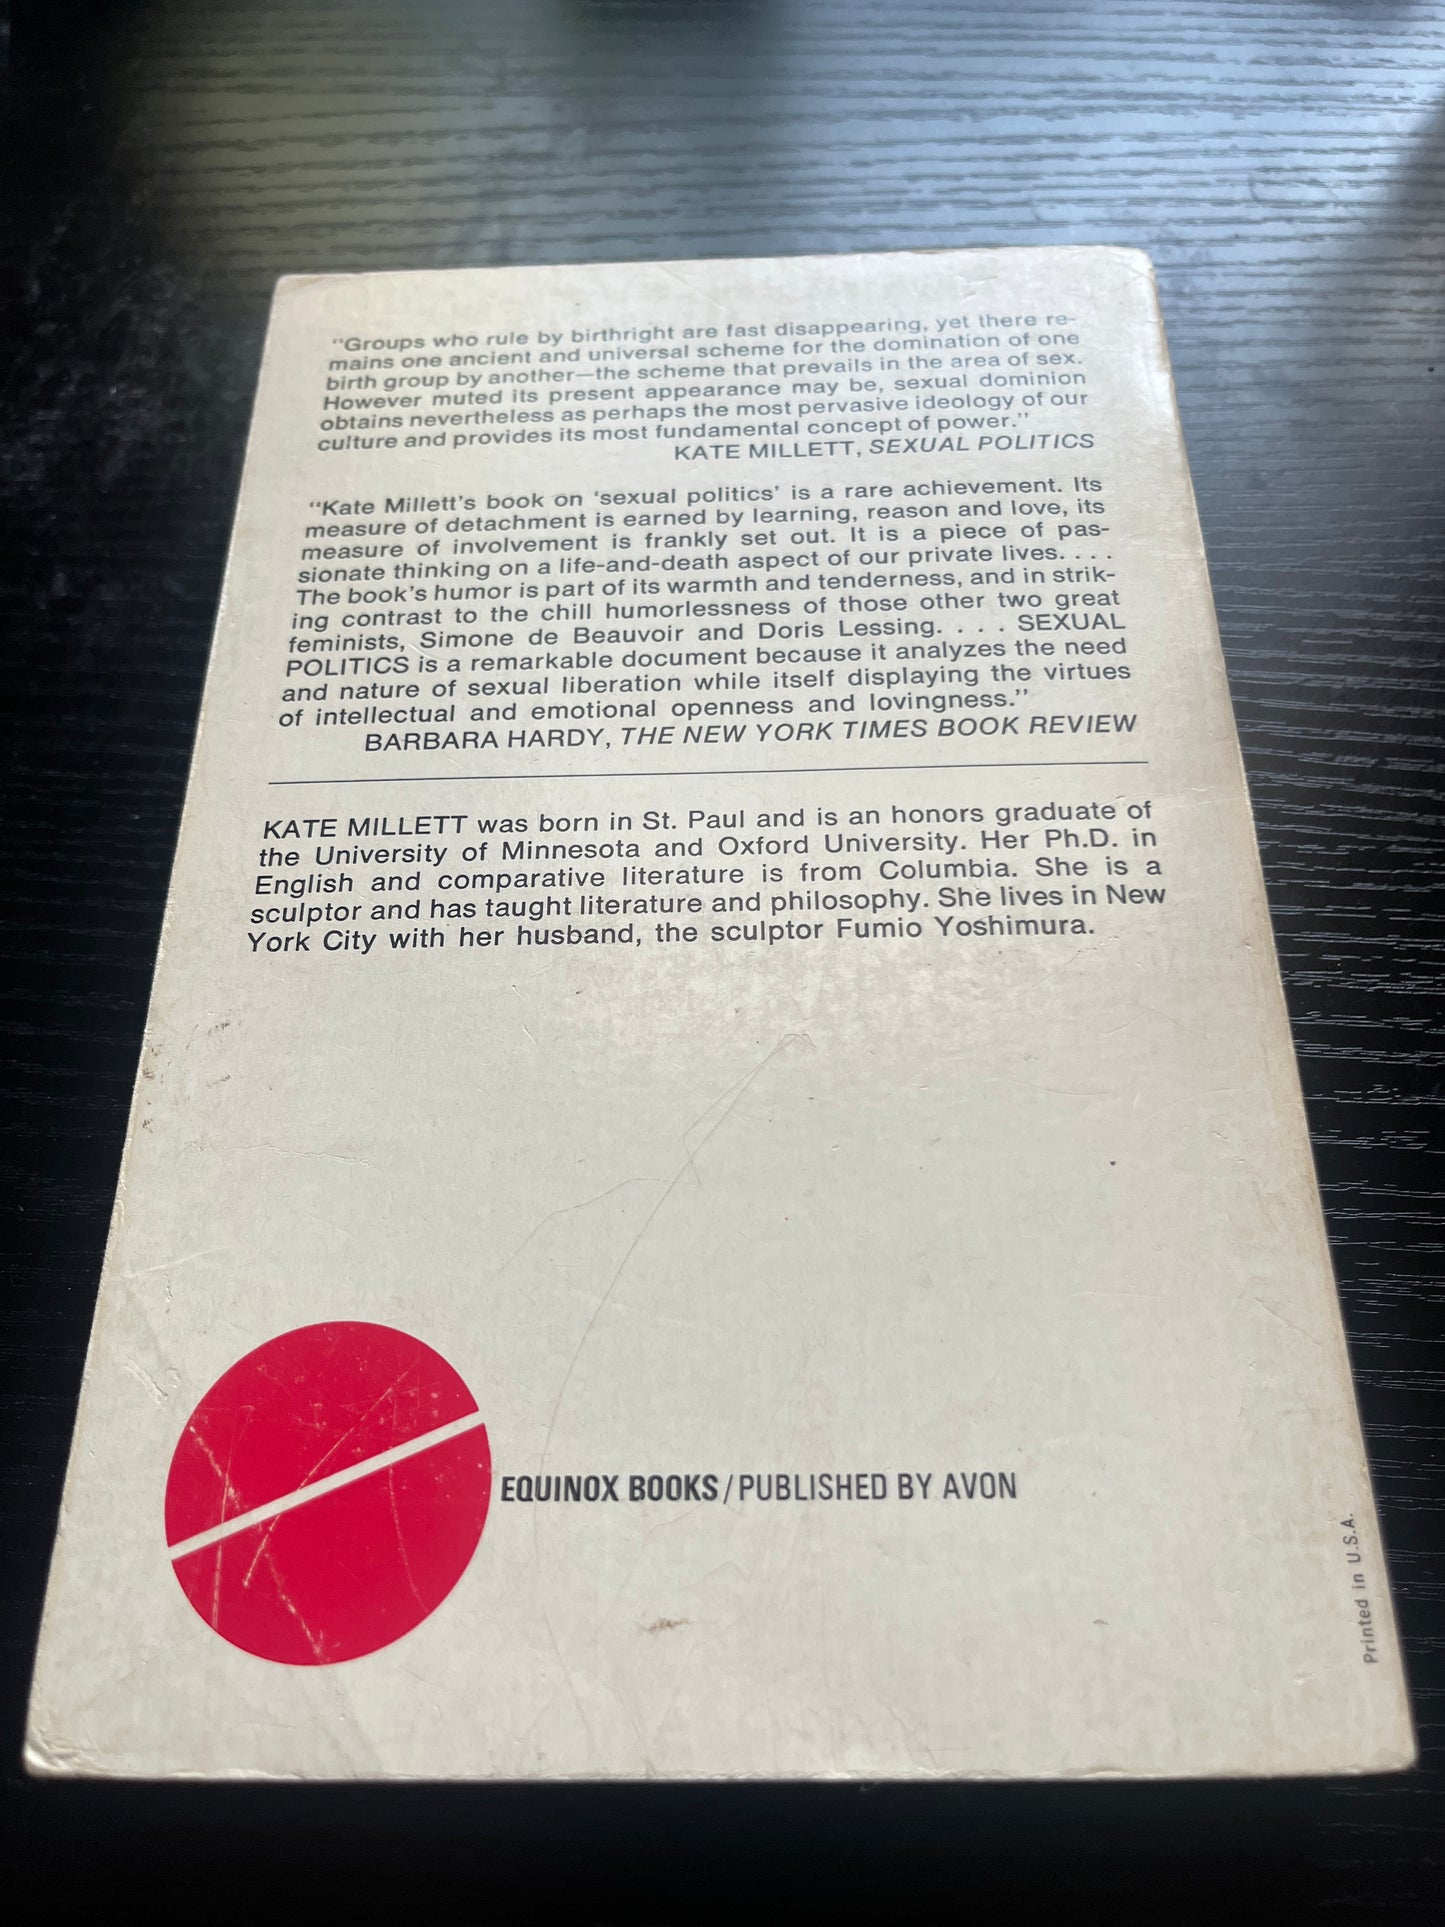 "Groups who rule by birthright are fast disappearing, yet there re-
mains one ancient and universal scheme for the domination of one
birth group by another—the scheme that prevails in the area of sex.
However muted its present appearance may be, sexual dominion
obtains nevertheless as perhaps the most pervasive ideology of our
culture and provides its most fundamental concept of power."
KATE MILLETT, SEXUAL POLITICS
"Kate Millett's book on 'sexual politics' is a rare achievement. Its
measure of detachment is earned by learning, reason and love, its
measure of involvement is frankly set out. It is a piece of pas-
sionate thinking on a life-and-death aspect of our private lives. . . .
The book's humor is part of its warmth and tenderness, and in strik-
ing contrast to the chill humorlessness of those other two great
feminists, Simone de Beauvoir and Doris Lessing. . . . SEXUAL
POLITICS is a remarkable document because it analyzes the need
and nature of sexual liberation while itself displaying the virtues
of intellectual and emotional openness and lovingness."
BARBARA HARDY, THE NEW YORK TIMES BOOK REVIEW
KATE MILLETT was born in St. Paul and is an honors graduate of
the University of Minnesota and Oxford University. Her Ph.D. in
English and comparative literature is from Columbia. She is a
sculptor and has taught literature and philosophy. She lives in New
York City with her husband, the sculptor Fumio Yoshimura.
EQUINOX BOOKS/PUBLISHED BY AVON
Printed in U.S.A.